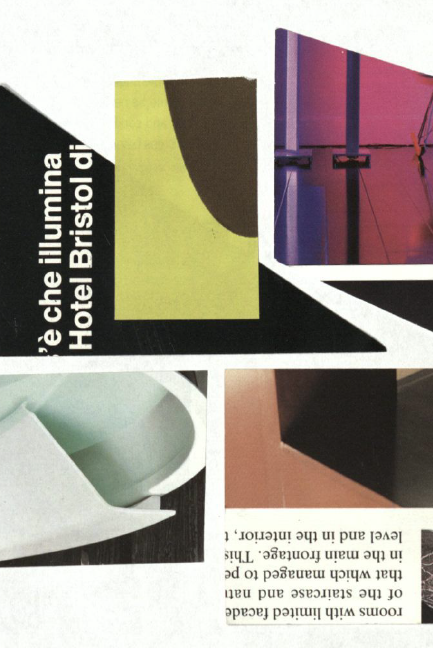 'è che illumina
Hotel Bristol di
rooms with limited facade
of the staircase and natu
that which managed to pe
in the main frontage. This
level and in the interior, t